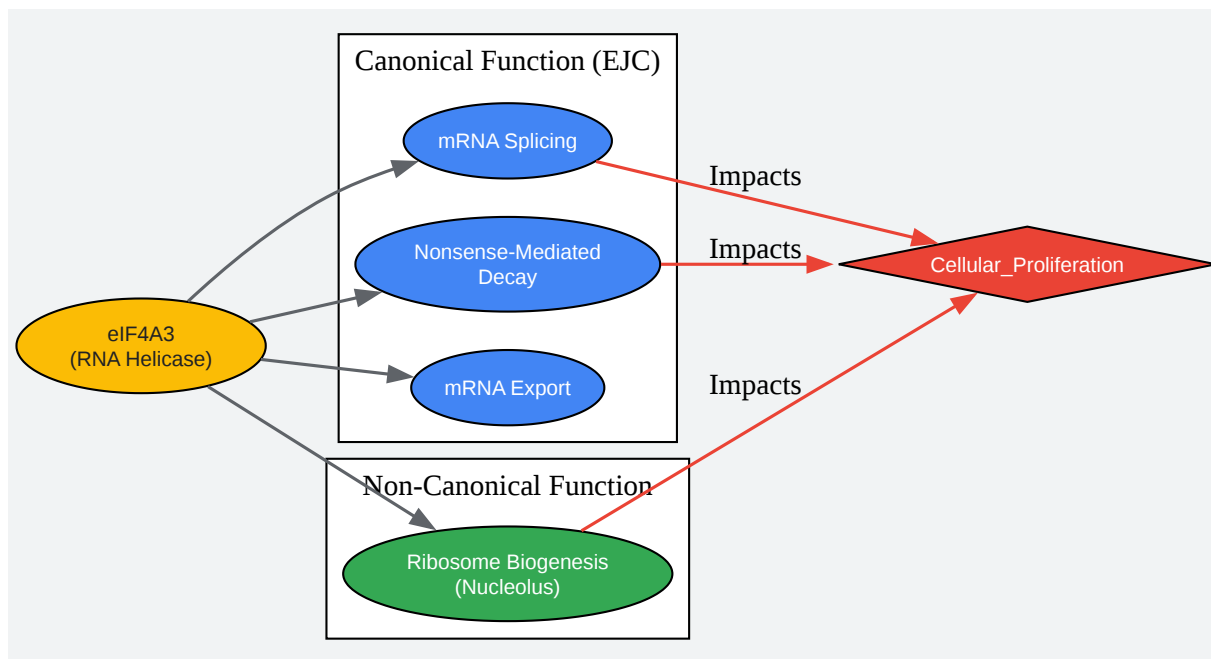 Canonical Function (EJC)
mRNA Splicing
Impacts
Nonsense-Mediated
Decay
Impacts
Cellular_Proliferation
eIF4A3
(RNA Helicase)
mRNA Export
Impacts
Non-Canonical Function
Ribosome Biogenesis
(Nucleolus)